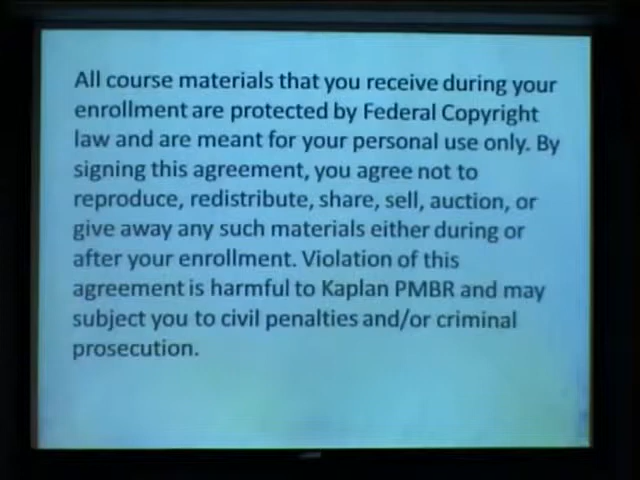 All course materials that you receive during your
enrollment are protected by Federal Copyright
law and are meant for your personal use only. By
signing this agreement, you agree not to
reproduce, redistribute, share, sell, auction, or
give away any such materials either during or
after your enrollment. Violation of this
agreement is harmful to Kaplan PMBR and may
subject you to civil penalties and/or criminal
prosecution.